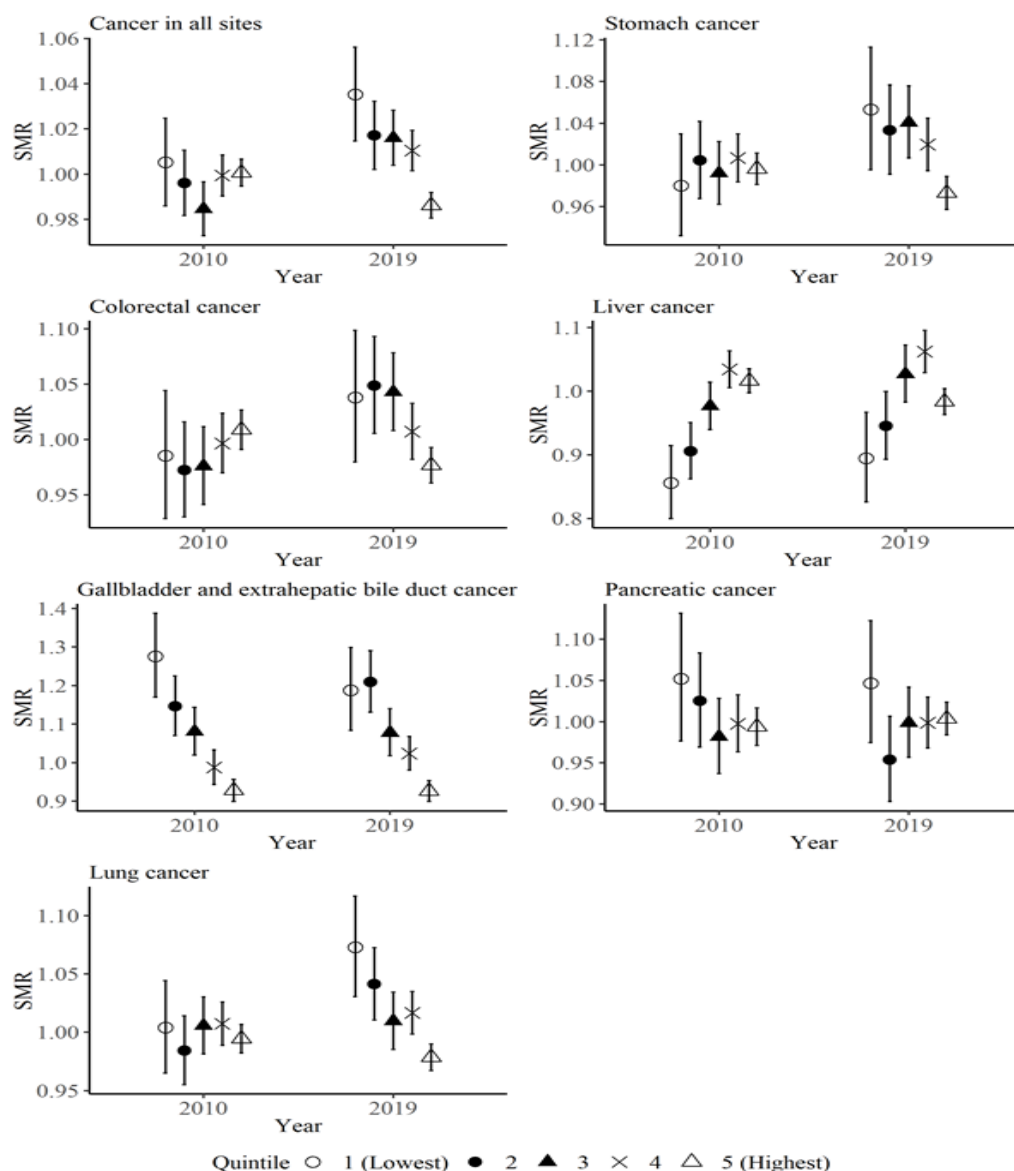 Cancer in all sites
1.06
1.04
1.02
1.00
0.98
SMR
2010 2019
Year
Stomach cancer
1.12
1.08
1.04
1.00
0.96
SMR
2010 2019
Year
Colorectal cancer
1.10
1.05
1.00
0.95
SMR
2010 2019
Year
Liver cancer
1.1
1.0
0.9
0.8
SMR
2010 2019
Year
Gallbladder and extrahepatic bile duct cancer
1.4
1.3
1.2
1.1
1.0
0.9
SMR
2010 2019
Year
Pancreatic cancer
1.10
1.05
1.00
0.95
0.90
SMR
2010 2019
Year
Lung cancer
1.10
1.05
1.00
0.95
SMR
2010 2019
Year
Quintile 1 (Lowest) 2 3 4 5 (Highest)